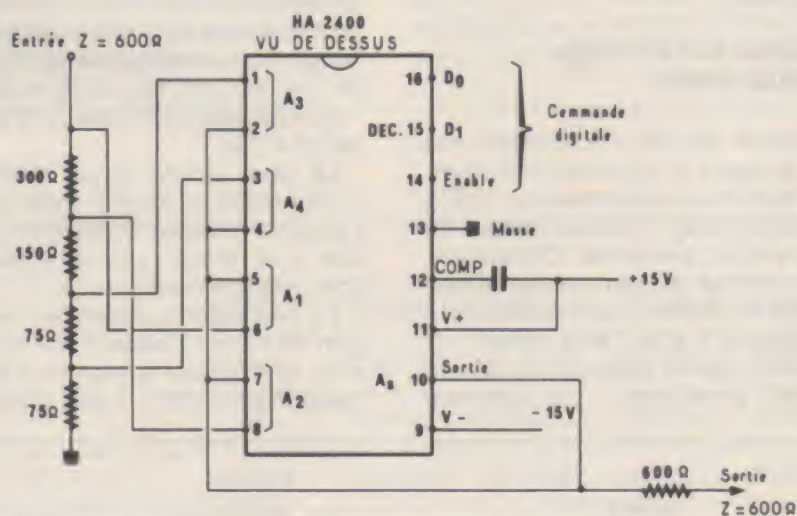 HA 2400
VU DE DESSUS
Entrée Z = 600Ω
300Ω
150Ω
75Ω
75Ω
1
2
A3
3
4
A4
5
6
A1
7
8
A2
16 D0
DEC. 15 D1
14 Enable
Commande
digitale
13 Masse
COMP
12
+15V
V+
11
Sortie
As 10
V-
9
-15V
600 Ω
Sortie
Z = 600Ω